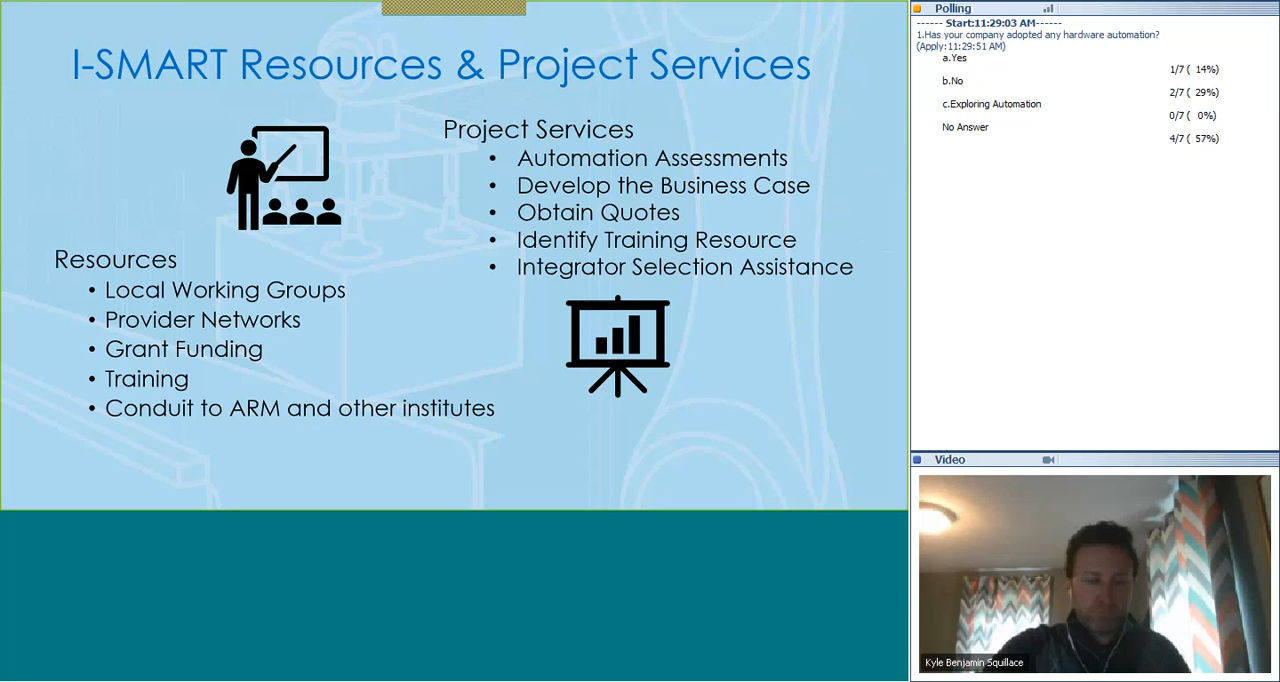 I-SMART Resources & Project Services
Project Services
• Automation Assessments
• Develop the Business Case
• Obtain Quotes
• Identify Training Resource
• Integrator Selection Assistance
Resources
• Local Working Groups
• Provider Networks
• Grant Funding
• Training
• Conduit to ARM and other institutes
Polling
------ Start:11:29:03 AM------
1.Has your company adopted any hardware automation?
(Apply:11:29:51 AM)
a.Yes
1/7 ( 14%)
b.No
2/7 ( 29%)
c.Exploring Automation
0/7 ( 0%)
No Answer
4/7 ( 57%)
Video
Kyle Benjamin Squillace